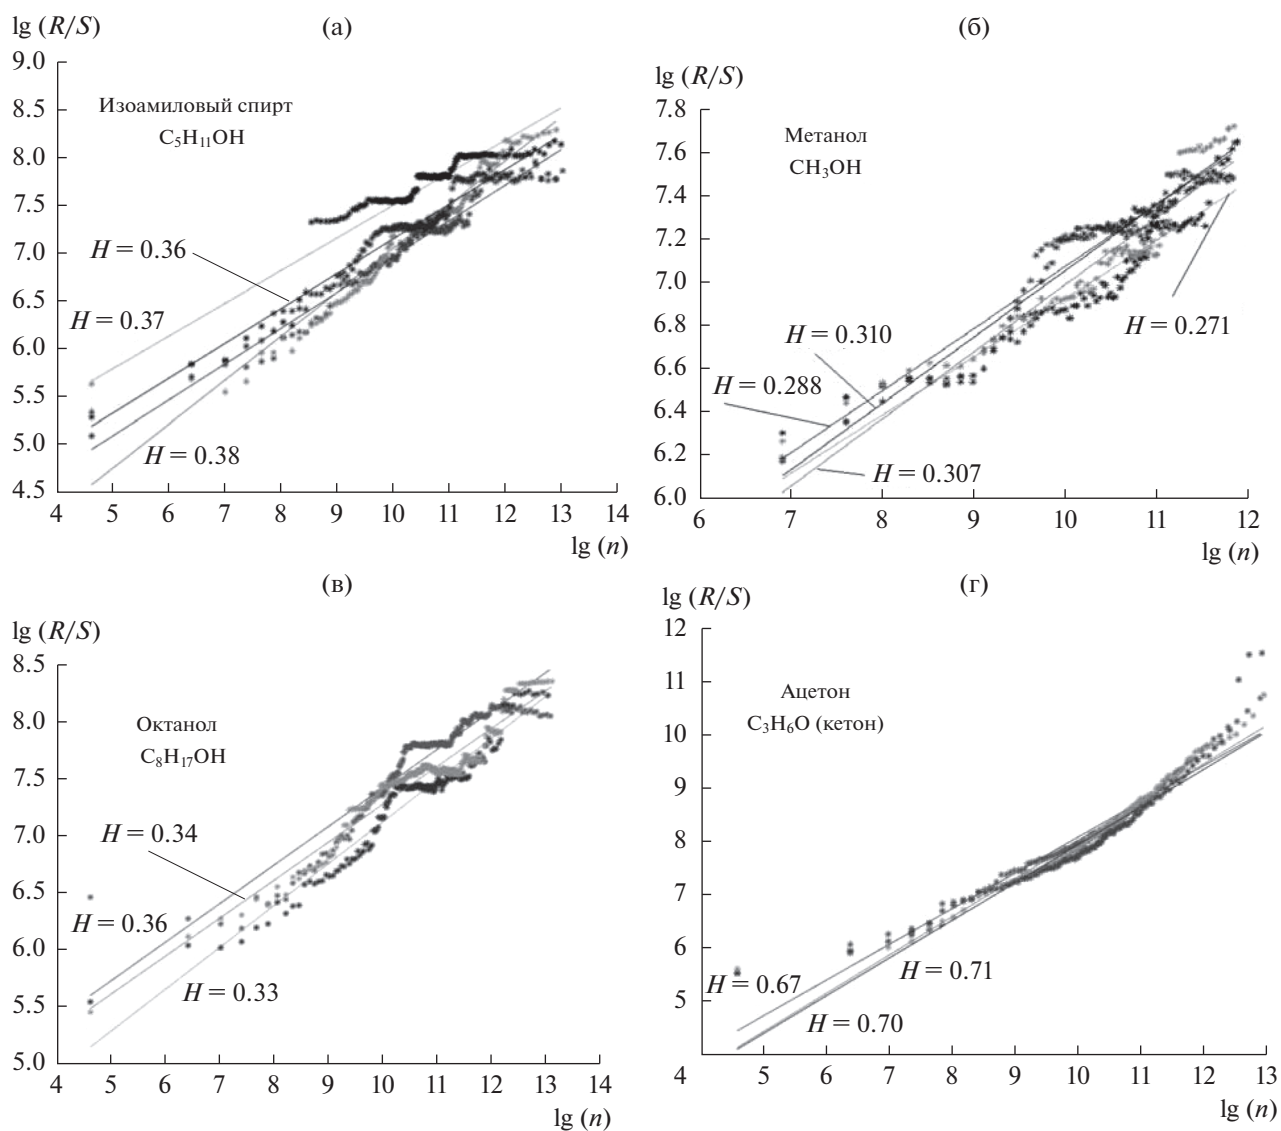 (а)
lg (R/S)
9.0
8.5
8.0
7.5
7.0
6.5
6.0
5.5
5.0
4.5
Изоамиловый спирт
C₅H₁₁OH
H = 0.36
H = 0.37
H = 0.38
4 5 6 7 8 9 10 11 12 13 14
lg (n)
(б)
lg (R/S)
7.8
7.6
7.4
7.2
7.0
6.8
6.6
6.4
6.2
6.0
Метанол
CH₃OH
H = 0.271
H = 0.310
H = 0.288
H = 0.307
6 7 8 9 10 11 12
lg (n)
(в)
lg (R/S)
8.5
8.0
7.5
7.0
6.5
6.0
5.5
5.0
Октанол
C₈H₁₇OH
H = 0.34
H = 0.36
H = 0.33
4 5 6 7 8 9 10 11 12 13 14
lg (n)
(г)
lg (R/S)
12
11
10
9
8
7
6
5
Ацетон
C₃H₆O (кетон)
H = 0.67
H = 0.71
H = 0.70
4 5 6 7 8 9 10 11 12 13
lg (n)